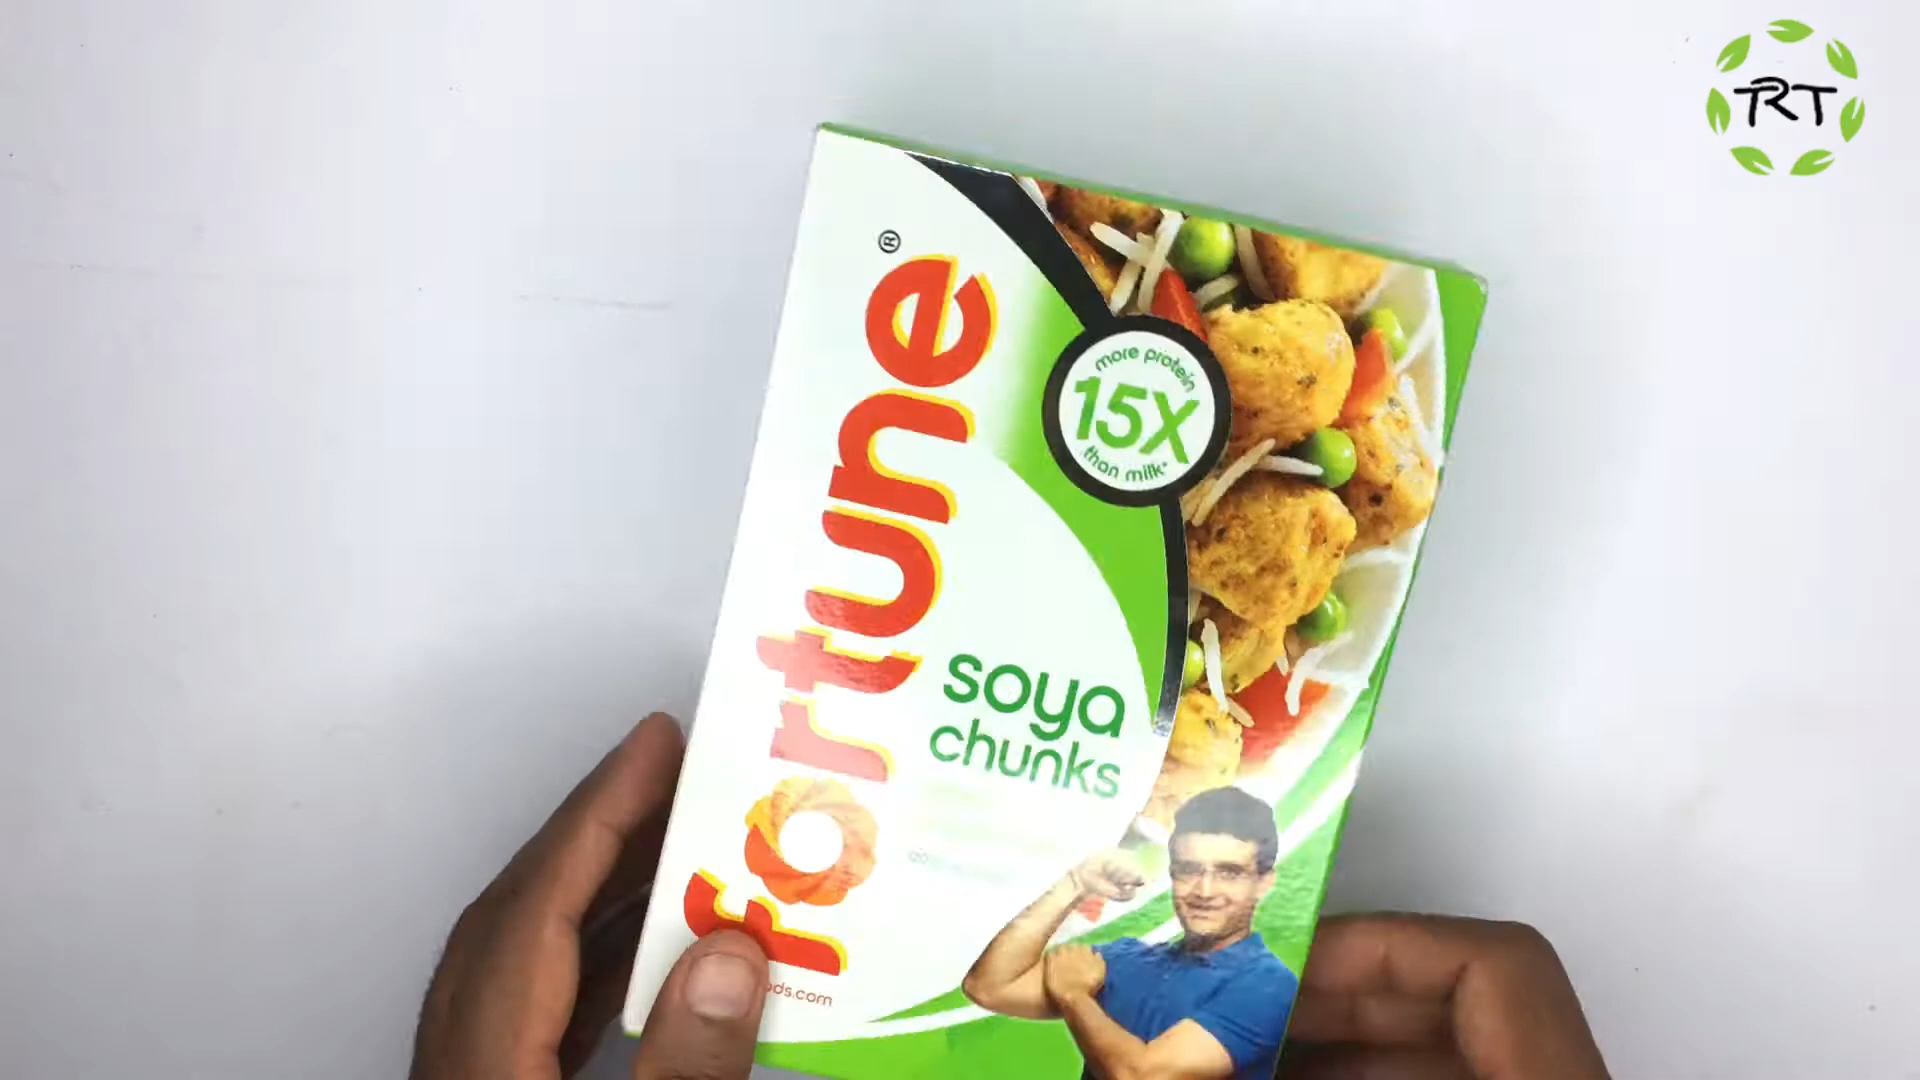 TRT
fortune®
more protein
15X
than milk*
soya
chunks
ods.com